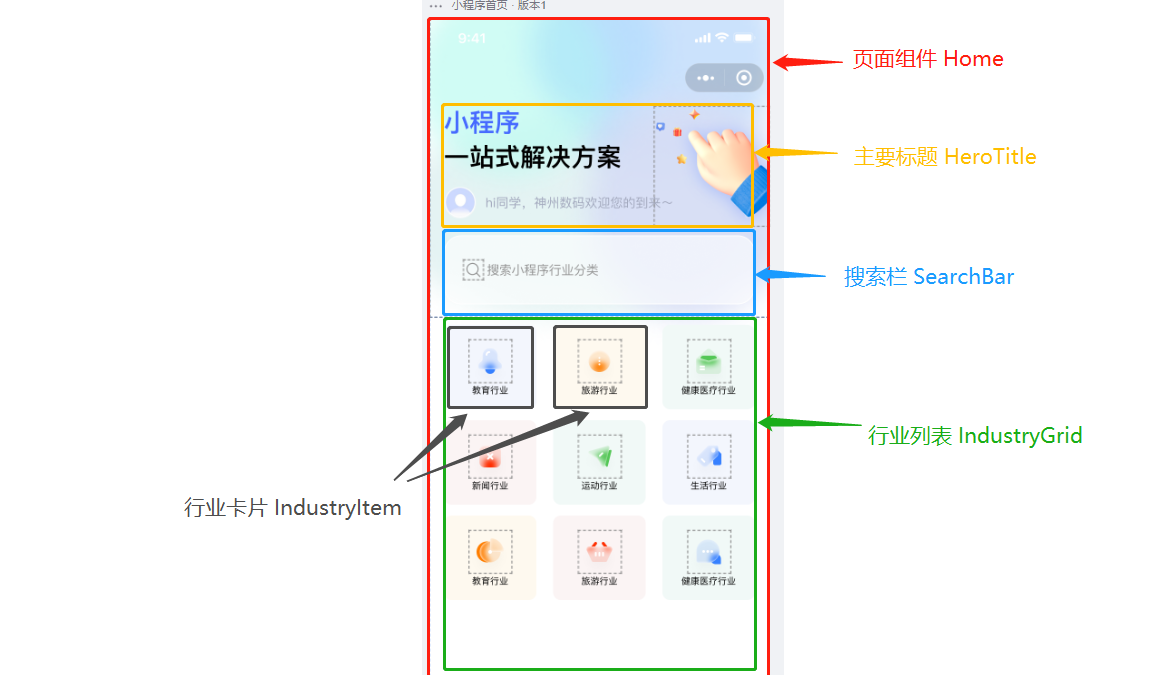 小程序首页 · 版本1
9:41
页面组件 Home
小程序
一站式解决方案
主要标题 HeroTitle
hi同学，神州数码欢迎您的到来～
搜索小程序行业分类
搜索栏 SearchBar
教育行业
旅游行业
健康医疗行业
行业列表 IndustryGrid
新闻行业
运动行业
生活行业
行业卡片 IndustryItem
教育行业
旅游行业
健康医疗行业